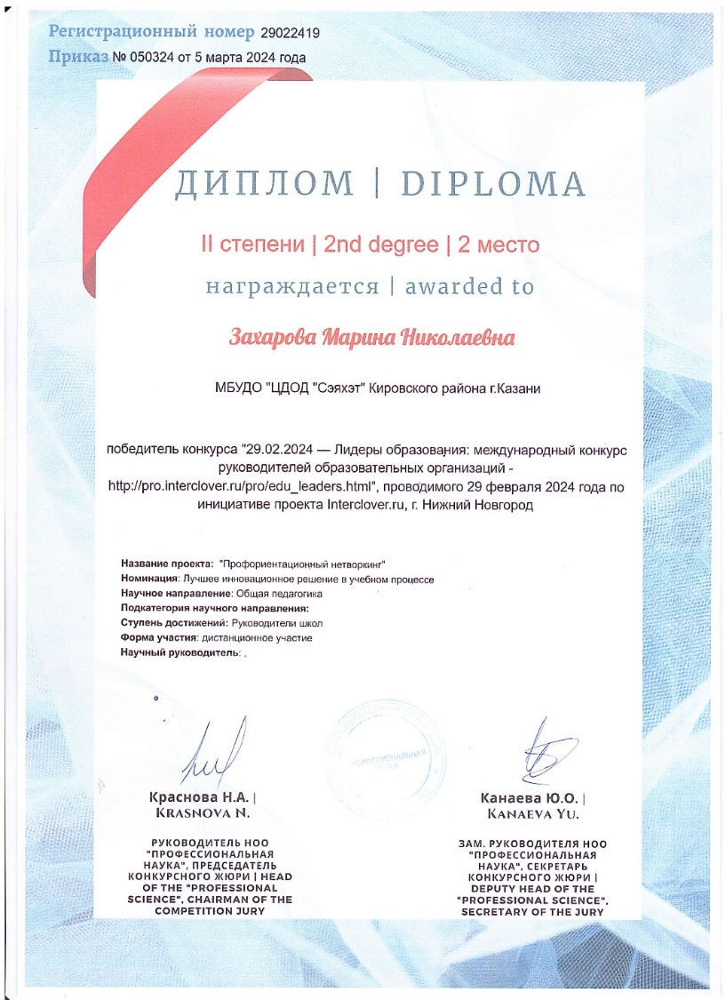 Регистрационный номер 29022419
Приказ № 050324 от 5 марта 2024 года
ДИПЛОМ | DIPLOMA
II степени | 2nd degree | 2 место
награждается | awarded to
Захарова Марина Николаевна
МБУДО "ЦДОД "Сэяхэт" Кировского района г.Казани
победитель конкурса "29.02.2024 — Лидеры образования: международный конкурс
руководителей образовательных организаций -
http://pro.interclover.ru/pro/edu_leaders.html", проводимого 29 февраля 2024 года по
инициативе проекта Interclover.ru, г. Нижний Новгород
Название проекта: "Профориентационный нетворкинг"
Номинация: Лучшее инновационное решение в учебном процессе
Научное направление: Общая педагогика
Подкатегория научного направления:
Ступень достижений: Руководители школ
Форма участия: дистанционное участие
Научный руководитель: ,
Краснова Н.А. |
KRASNOVA N.
РУКОВОДИТЕЛЬ НОО
"ПРОФЕССИОНАЛЬНАЯ
НАУКА", ПРЕДСЕДАТЕЛЬ
КОНКУРСНОГО ЖЮРИ | HEAD
OF THE "PROFESSIONAL
SCIENCE", CHAIRMAN OF THE
COMPETITION JURY
ПРОФЕССИОНАЛЬНАЯ
НАУКА
Канаева Ю.О. |
KANAEVA YU.
ЗАМ. РУКОВОДИТЕЛЯ НОО
"ПРОФЕССИОНАЛЬНАЯ
НАУКА", СЕКРЕТАРЬ
КОНКУРСНОГО ЖЮРИ |
DEPUTY HEAD OF THE
"PROFESSIONAL SCIENCE",
SECRETARY OF THE JURY